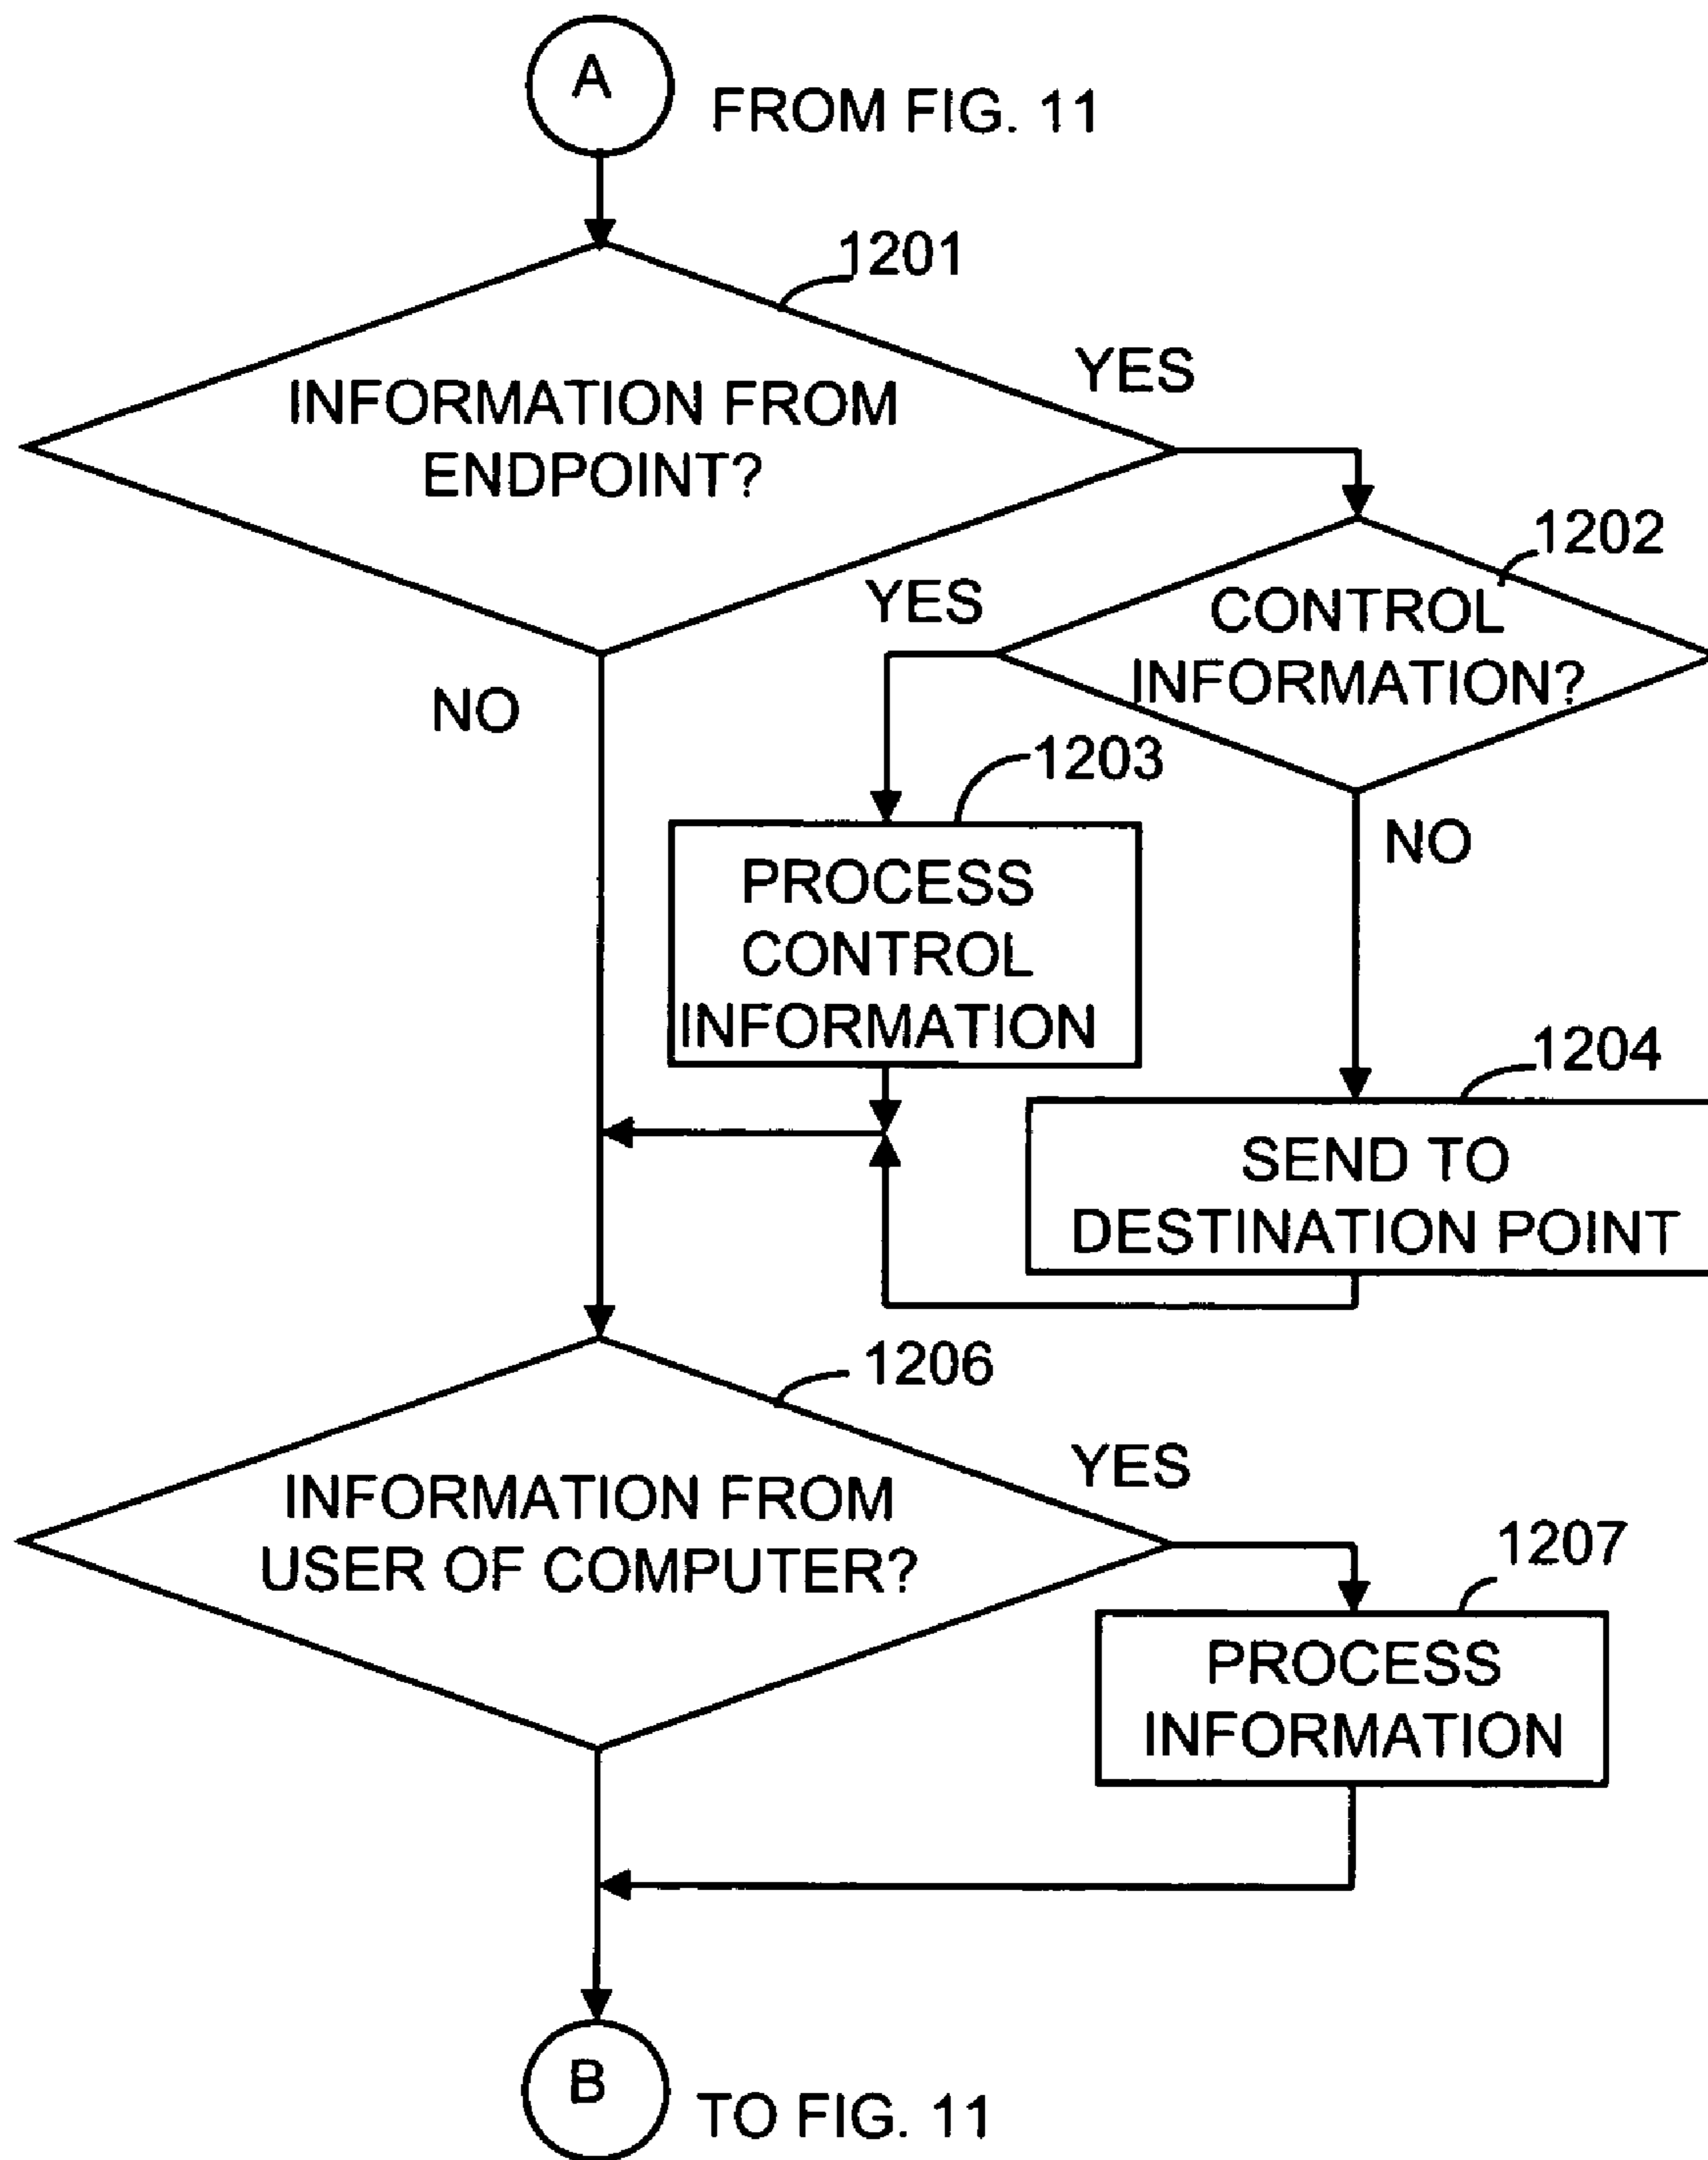 A
FROM FIG. 11
1201
INFORMATION FROM
ENDPOINT?
YES
1202
CONTROL
INFORMATION?
YES
NO
1203
PROCESS
CONTROL
INFORMATION
NO
1204
SEND TO
DESTINATION POINT
1206
INFORMATION FROM
USER OF COMPUTER?
YES
1207
PROCESS
INFORMATION
B
TO FIG. 11